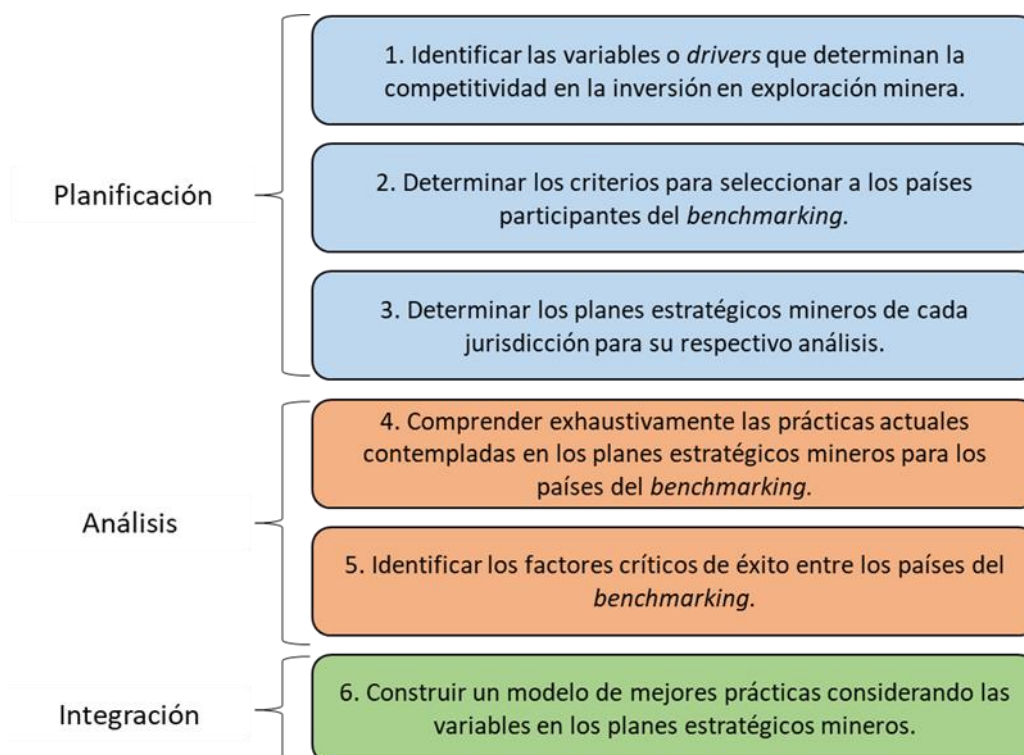 Planificación
1. Identificar las variables o drivers que determinan la
competitividad en la inversión en exploración minera.
2. Determinar los criterios para seleccionar a los países
participantes del benchmarking.
3. Determinar los planes estratégicos mineros de cada
jurisdicción para su respectivo análisis.
Análisis
4. Comprender exhaustivamente las prácticas actuales
contempladas en los planes estratégicos mineros para los
países del benchmarking.
5. Identificar los factores críticos de éxito entre los países del
benchmarking.
Integración
6. Construir un modelo de mejores prácticas considerando las
variables en los planes estratégicos mineros.